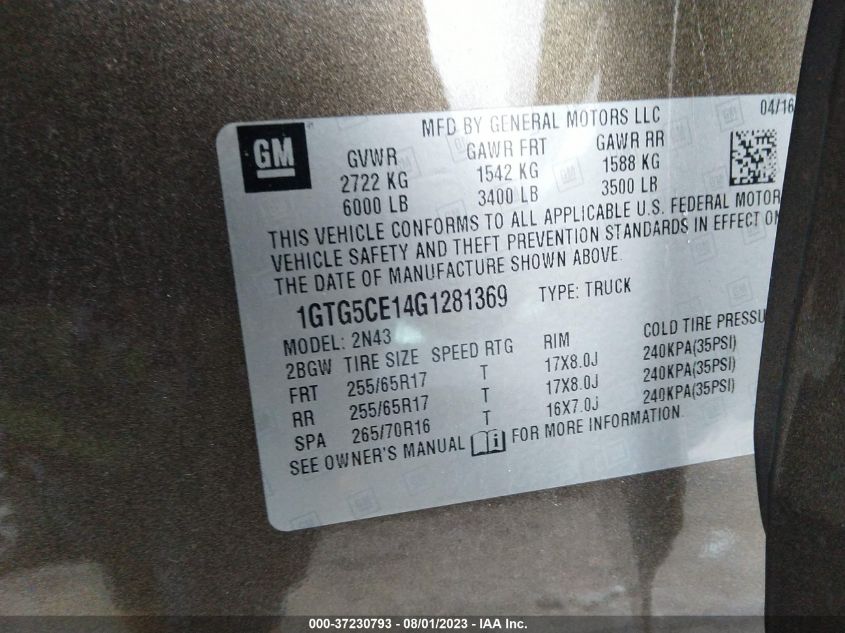 MFD BY GENERAL MOTORS LLC 04/16
GM
GVWR GAWR FRT GAWR RR
2722 KG 1542 KG 1588 KG
6000 LB 3400 LB 3500 LB
THIS VEHICLE CONFORMS TO ALL APPLICABLE U.S. FEDERAL MOTOR
VEHICLE SAFETY AND THEFT PREVENTION STANDARDS IN EFFECT ON
THE DATE OF MANUFACTURE SHOWN ABOVE.
1GTG5CE14G1281369 TYPE: TRUCK
MODEL: 2N43
2BGW TIRE SIZE SPEED RTG RIM COLD TIRE PRESSU
FRT 255/65R17 T 17X8.0J 240KPA(35PSI)
RR 255/65R17 T 17X8.0J 240KPA(35PSI)
SPA 265/70R16 T 16X7.0J 240KPA(35PSI)
SEE OWNER'S MANUAL i FOR MORE INFORMATION.
000-37230793 - 08/01/2023 - IAA Inc.